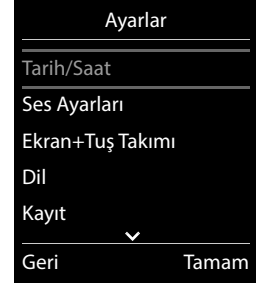 Ayarlar
Tarih/Saat
Ses Ayarları
Ekran+Tuş Takımı
Dil
Kayıt
Geri Tamam